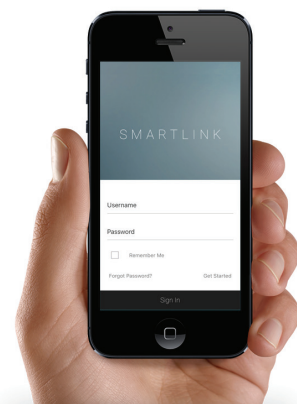 SMARTLINK
Username
Password
Remember Me
Forgot Password? Get Started
Sign In